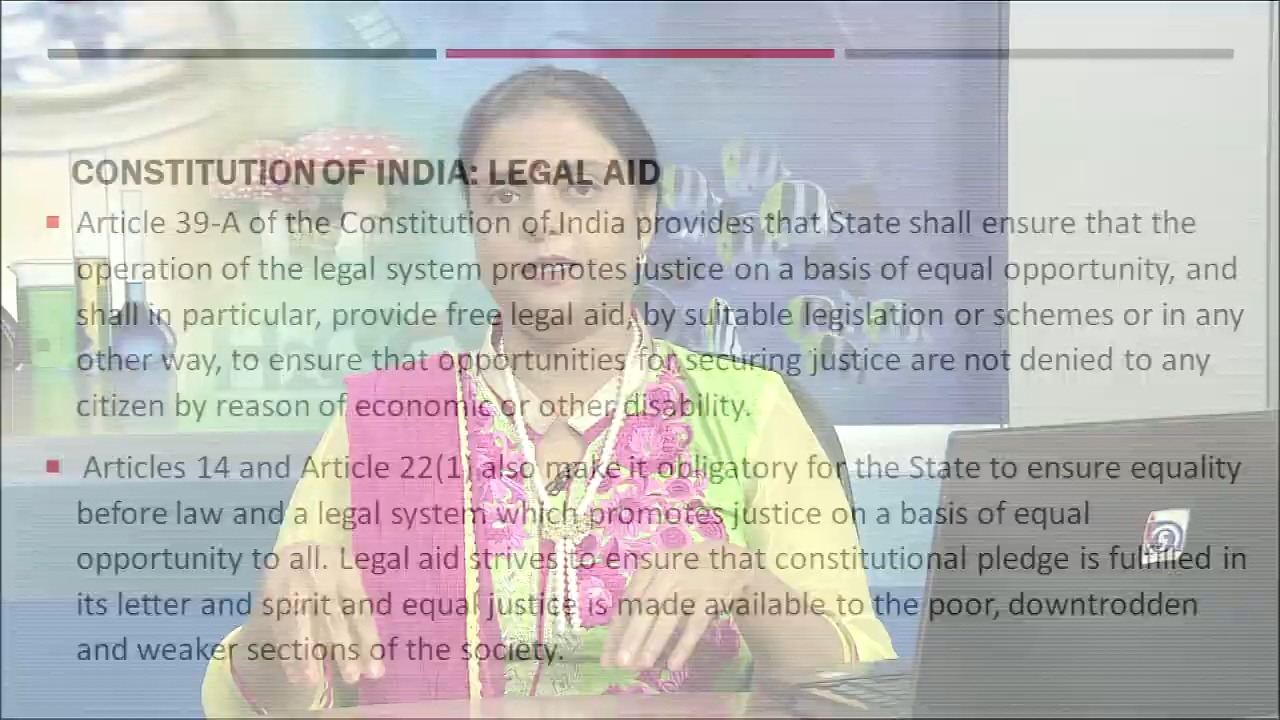 CONSTITUTION OF INDIA: LEGAL AID
Article 39-A of the Constitution of India provides that State shall ensure that the
operation of the legal system promotes justice on a basis of equal opportunity, and
shall in particular, provide free legal aid, by suitable legislation or schemes or in any
other way, to ensure that opportunities for securing justice are not denied to any
citizen by reason of economic or other disability.
Articles 14 and Article 22(1) also make it obligatory for the State to ensure equality
before law and a legal system which promotes justice on a basis of equal
opportunity to all. Legal aid strives to ensure that constitutional pledge is fulfilled in
its letter and spirit and equal justice is made available to the poor, downtrodden
and weaker sections of the society.